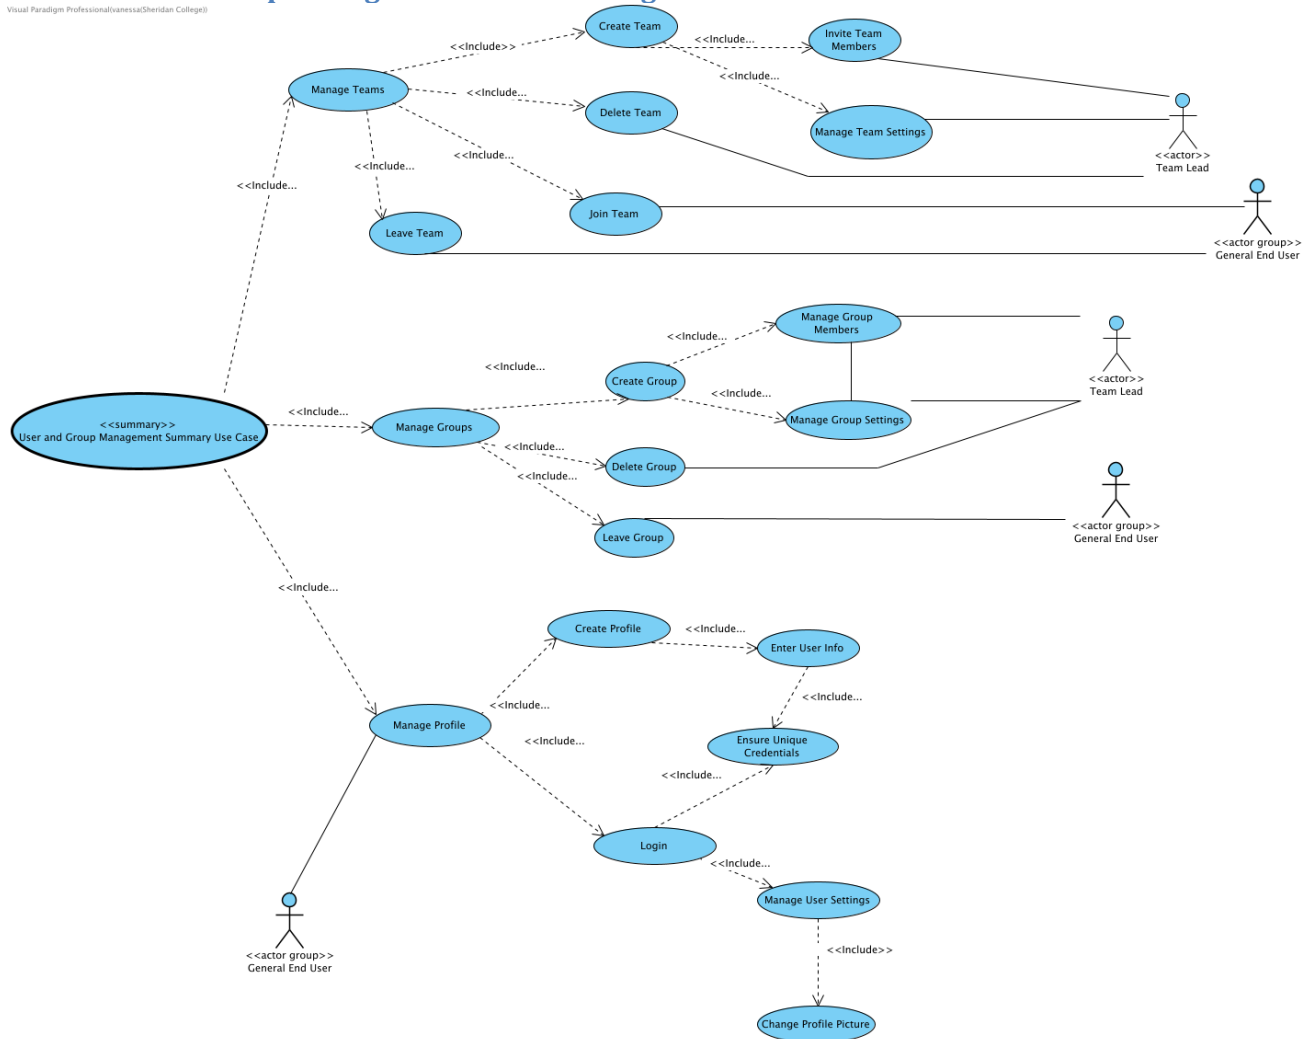 Visual Paradigm Professional(vanessa(Sheridan College))
Create Team
<<Include...
Invite Team
Members
<<Include>>
<<Include...
Manage Teams
<<Include...
Delete Team
Manage Team Settings
<<Include...
<<actor>>
Team Lead
<<Include...
<<Include...
Join Team
Leave Team
<<actor group>>
General End User
Manage Group
Members
<<Include...
<<Include...
Create Group
<<actor>>
Team Lead
<<Include...
<<Include...
Manage Group Settings
<<summary>>
User and Group Management Summary Use Case
Manage Groups
<<Include...
Delete Group
<<Include...
<<actor group>>
General End User
Leave Group
<<Include...
Create Profile
<<Include...
Enter User Info
<<Include...
<<Include...
Manage Profile
<<Include...
Ensure Unique
Credentials
<<Include...
Login
<<Include...
Manage User Settings
<<Include>>
<<actor group>>
General End User
Change Profile Picture